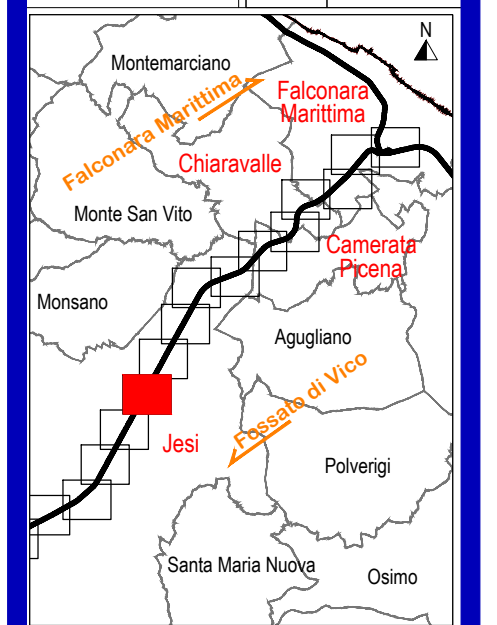 N
Montemarciano
Falconara
Marittima
Falconara Marittima
Chiaravalle
Monte San Vito
Camerata
Picena
Monsano
Agugliano
Fossato di Vico
Jesi
Polverigi
Santa Maria Nuova
Osimo